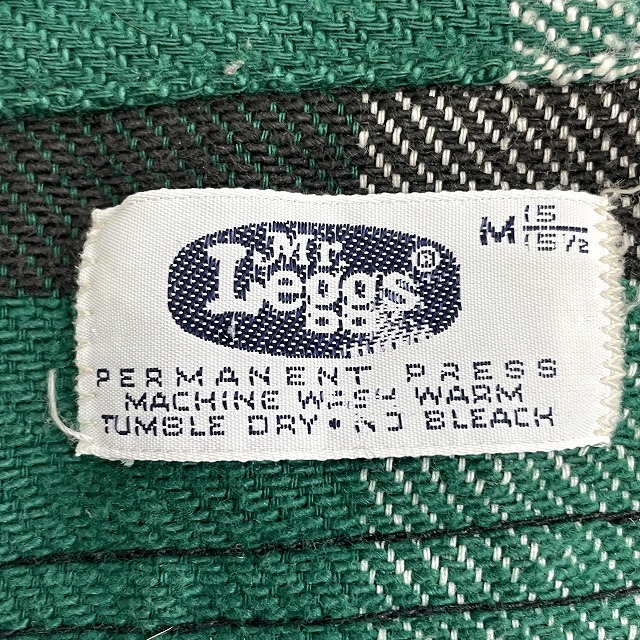 Mr.
Leggs®
M 15/15½
PERMANENT PRESS
MACHINE WASH WARM
TUMBLE DRY • NO BLEACH